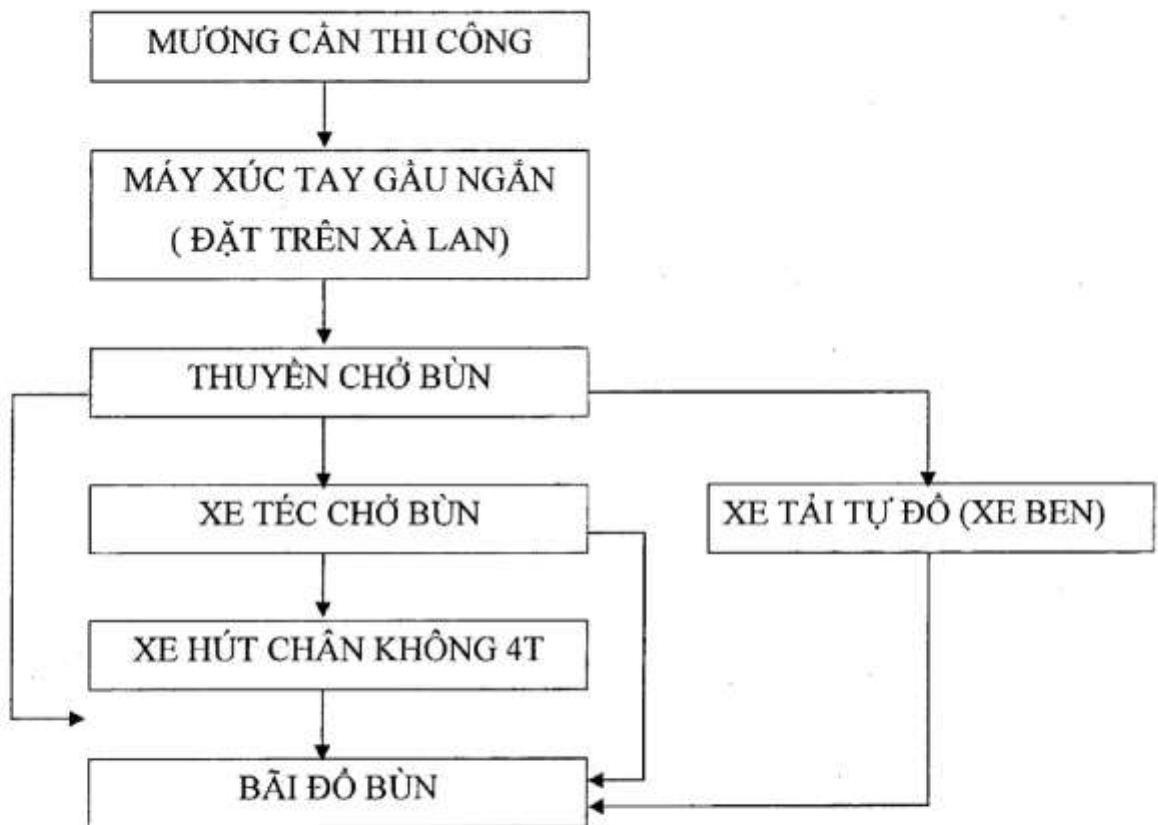 MƯƠNG CẦN THI CÔNG
MÁY XÚC TAY GẦU NGẮN
( ĐẶT TRÊN XÀ LAN)
THUYỀN CHỞ BÙN
XE TÉC CHỞ BÙN
XE TẢI TỰ ĐỔ (XE BEN)
XE HÚT CHÂN KHÔNG 4T
BÃI ĐỔ BÙN